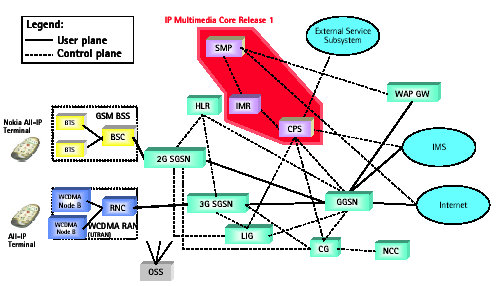 Legend:
User plane
Control plane
IP Multimedia Core Release 1
SMP
External Service
Subsystem
IMR
CPS
WAP GW
HLR
GSM BSS
Nokia All-IP
Terminal
BTS
BTS
BSC
2G SGSN
IMS
GGSN
Internet
WCDMA
Node B
WCDMA
Node B
RNC
WCDMA RAN
(UTRAN)
3G SGSN
All-IP
Terminal
LIG
CG
NCC
OSS